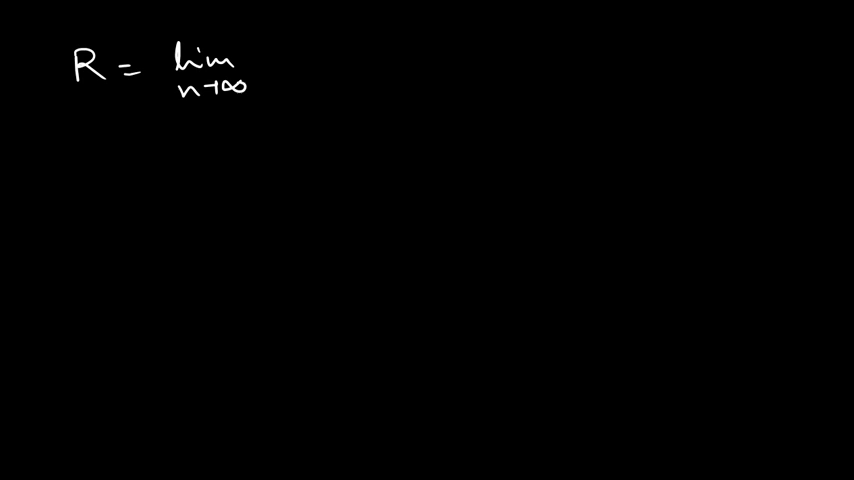 R = lim
n→∞